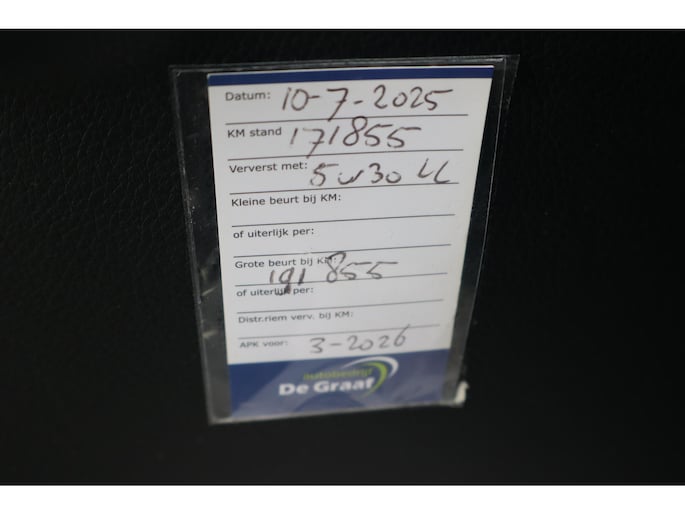 Datum: 10-7-2025
KM stand 171855
Ververst met: 5w30 LL
Kleine beurt bij KM:
of uiterlijk per:
Grote beurt bij KM: 191855
of uiterlijk per:
Distr.riem verv. bij KM:
APK voor: 3-2026
autobedrijf
De Graaf